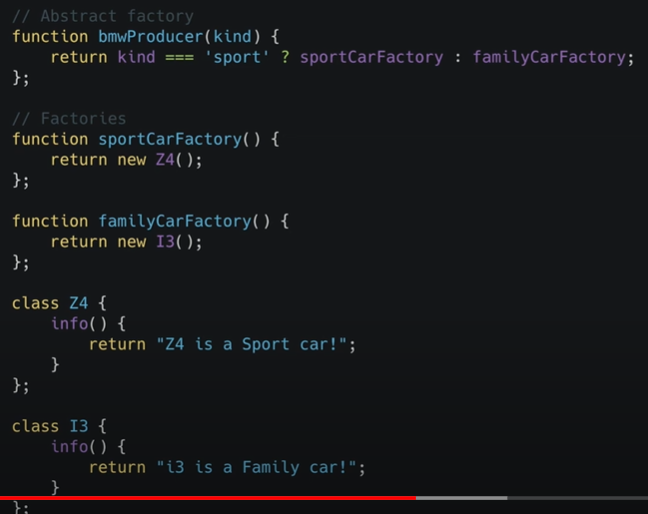 // Abstract factory
function bmwProducer(kind) {
    return kind === 'sport' ? sportCarFactory : familyCarFactory;
};

// Factories
function sportCarFactory() {
    return new Z4();
};

function familyCarFactory() {
    return new I3();
};

class Z4 {
    info() {
        return "Z4 is a Sport car!";
    }
};

class I3 {
    info() {
        return "i3 is a Family car!";
    }
};